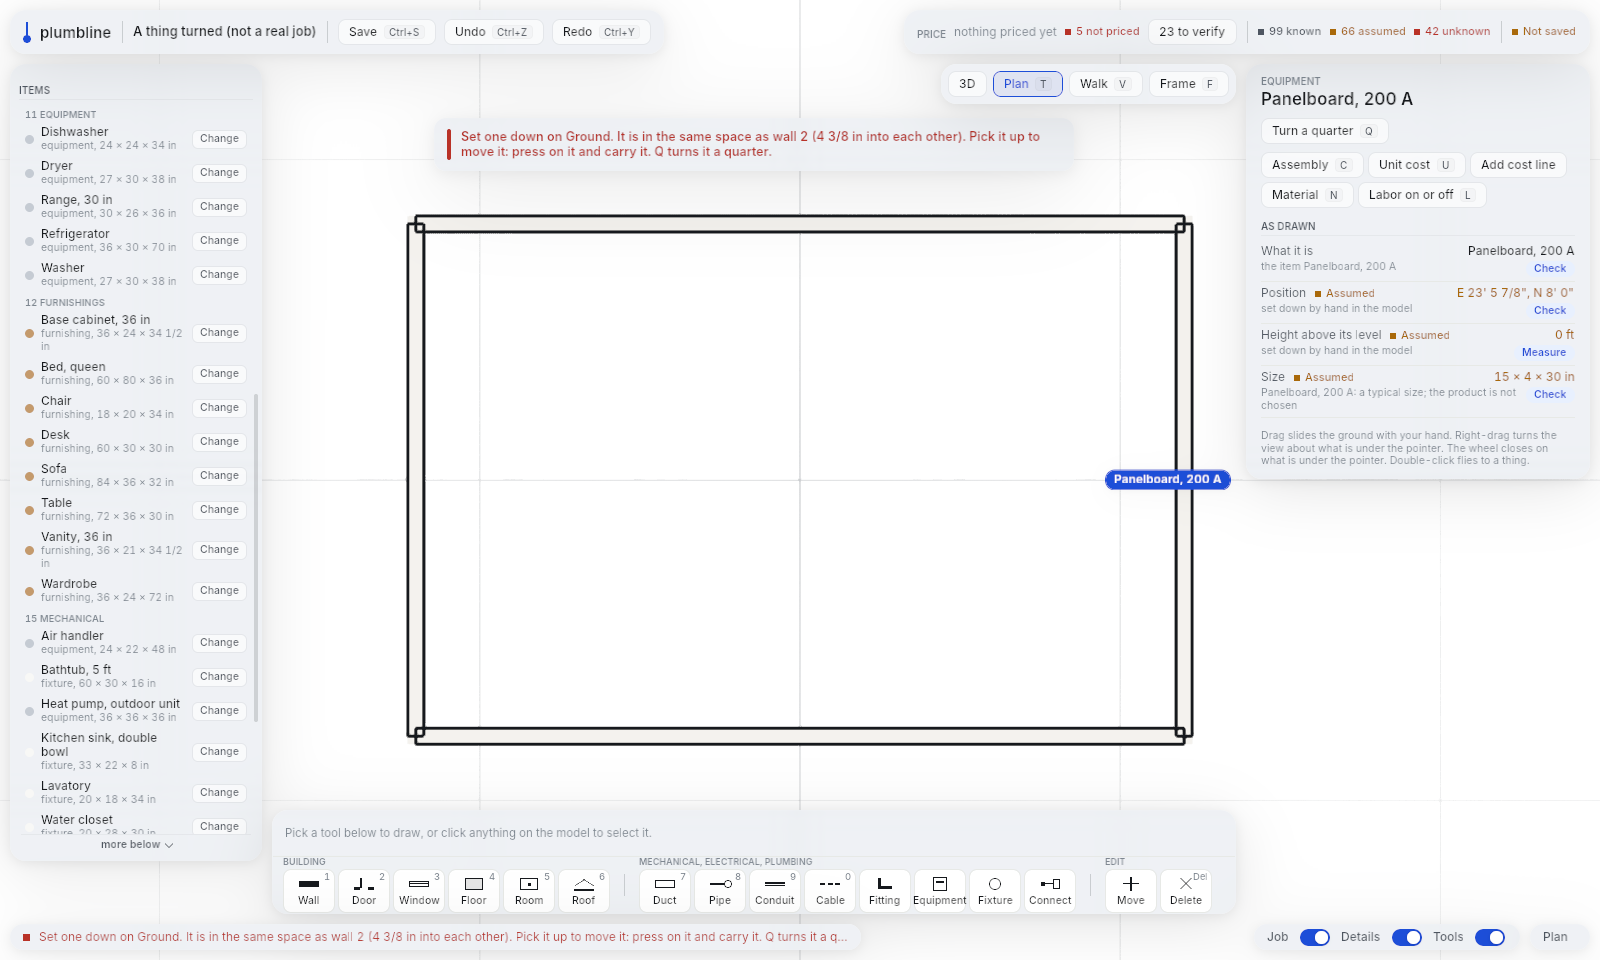 plumbline
A thing turned (not a real job)
Save Ctrl+S
Undo Ctrl+Z
Redo Ctrl+Y
PRICE nothing priced yet 5 not priced 23 to verify 99 known 66 assumed 42 unknown Not saved
3D
Plan T
Walk V
Frame F
ITEMS
11 EQUIPMENT
Dishwasher
equipment, 24 × 24 × 34 in
Change
Dryer
equipment, 27 × 30 × 38 in
Change
Range, 30 in
equipment, 30 × 26 × 36 in
Change
Refrigerator
equipment, 36 × 30 × 70 in
Change
Washer
equipment, 27 × 30 × 38 in
Change
12 FURNISHINGS
Base cabinet, 36 in
furnishing, 36 × 24 × 34 1/2
in
Change
Bed, queen
furnishing, 60 × 80 × 36 in
Change
Chair
furnishing, 18 × 20 × 34 in
Change
Desk
furnishing, 60 × 30 × 30 in
Change
Sofa
furnishing, 84 × 36 × 32 in
Change
Table
furnishing, 72 × 36 × 30 in
Change
Vanity, 36 in
furnishing, 36 × 21 × 34 1/2
in
Change
Wardrobe
furnishing, 36 × 24 × 72 in
Change
15 MECHANICAL
Air handler
equipment, 24 × 22 × 48 in
Change
Bathtub, 5 ft
fixture, 60 × 30 × 16 in
Change
Heat pump, outdoor unit
equipment, 36 × 36 × 36 in
Change
Kitchen sink, double
bowl
fixture, 33 × 22 × 8 in
Change
Lavatory
fixture, 20 × 18 × 34 in
Change
Water closet
fixture, 20 × 28 × 30 in
Change
more below
Set one down on Ground. It is in the same space as wall 2 (4 3/8 in into each other). Pick it up to
move it: press on it and carry it. Q turns it a quarter.
Panelboard, 200 A
EQUIPMENT
Panelboard, 200 A
Turn a quarter Q
Assembly C
Unit cost U
Add cost line
Material N
Labor on or off L
AS DRAWN
What it is Panelboard, 200 A
the item Panelboard, 200 A Check
Position Assumed E 23' 5 7/8", N 8' 0"
set down by hand in the model Check
Height above its level Assumed 0 ft
set down by hand in the model Measure
Size Assumed 15 × 4 × 30 in
Panelboard, 200 A: a typical size; the product is not Check
chosen
Drag slides the ground with your hand. Right-drag turns the
view about what is under the pointer. The wheel closes on
what is under the pointer. Double-click flies to a thing.
Pick a tool below to draw, or click anything on the model to select it.
BUILDING
Wall 1
Door 2
Window 3
Floor 4
Room 5
Roof 6
MECHANICAL, ELECTRICAL, PLUMBING
Duct 7
Pipe 8
Conduit 9
Cable 0
Fitting
Equipment
Fixture
Connect
EDIT
Move
Delete Del
Set one down on Ground. It is in the same space as wall 2 (4 3/8 in into each other). Pick it up to move it: press on it and carry it. Q turns it a q...
Job
Details
Tools
Plan